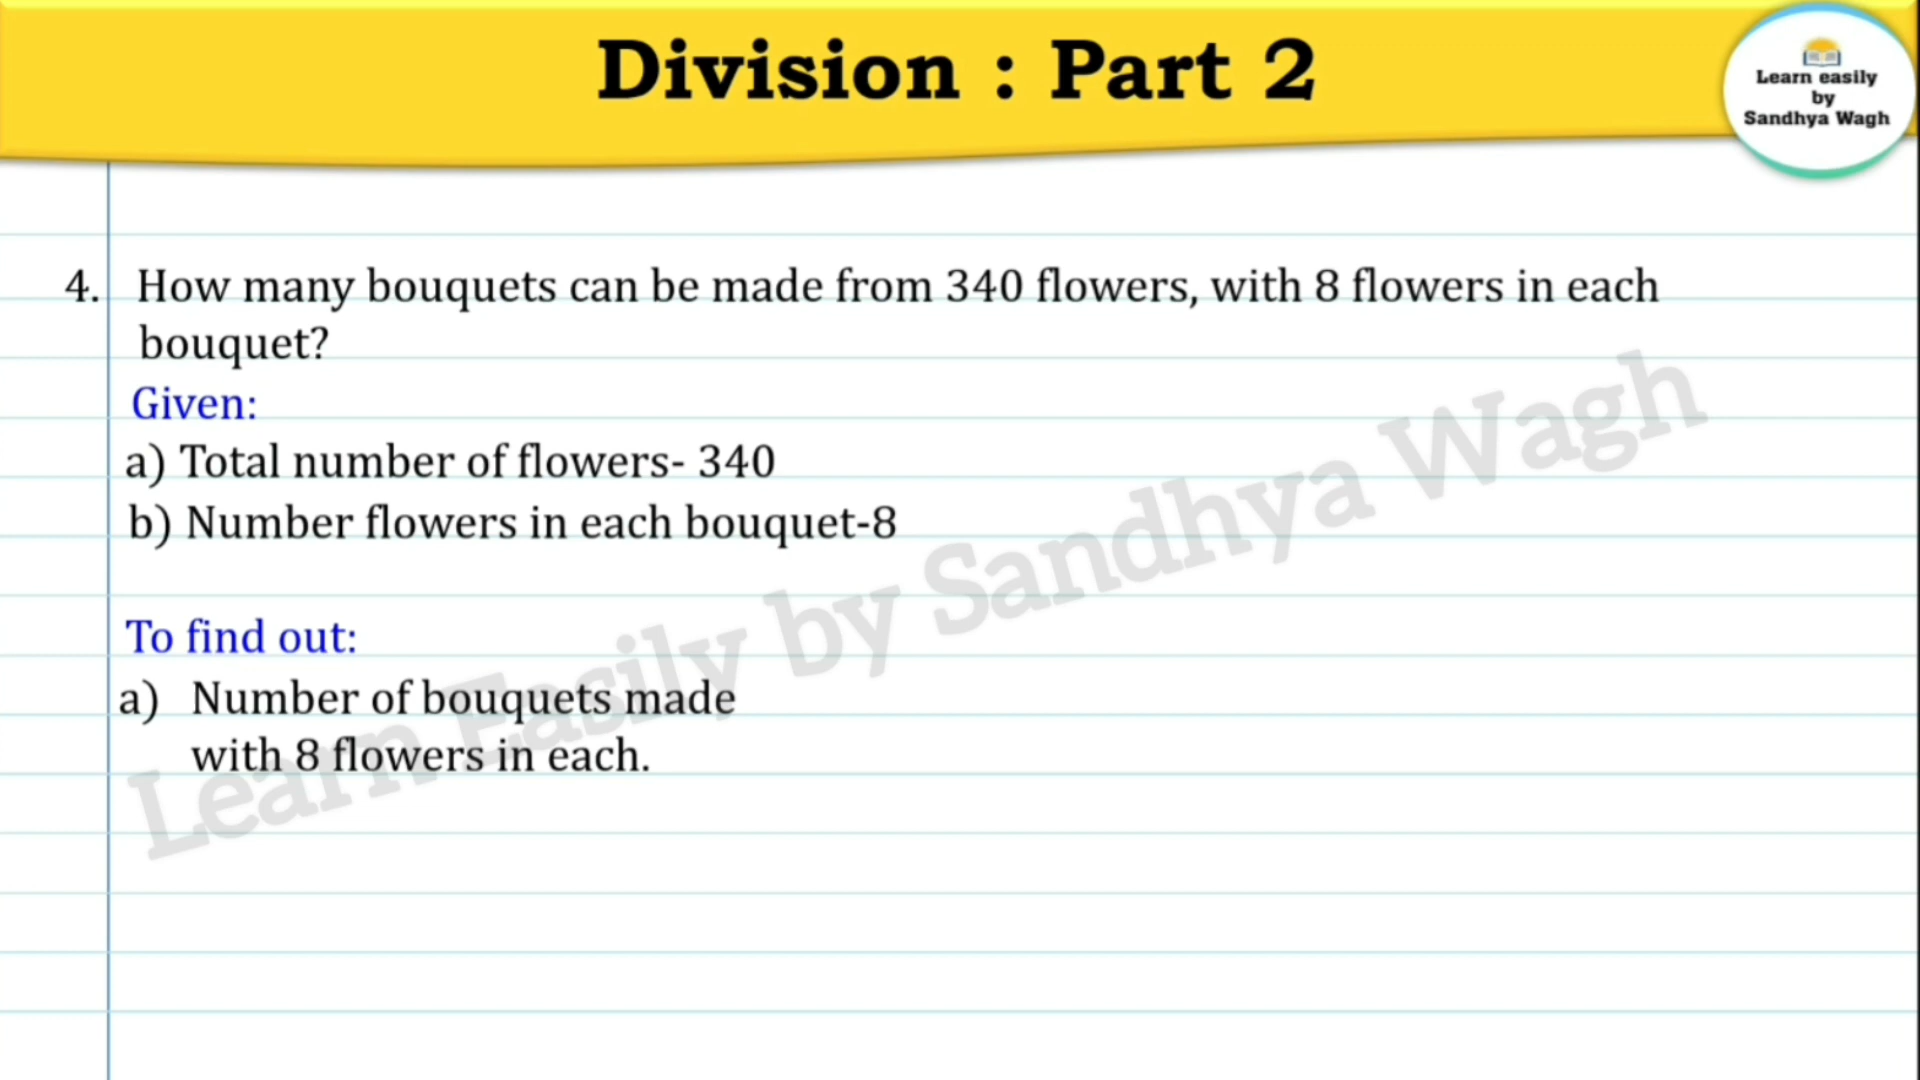 Division : Part 2
Learn easily
by
Sandhya Wagh
4. How many bouquets can be made from 340 flowers, with 8 flowers in each
bouquet?
Given:
a) Total number of flowers- 340
b) Number flowers in each bouquet-8
To find out:
a) Number of bouquets made
with 8 flowers in each.
Learn Easily by Sandhya Wagh